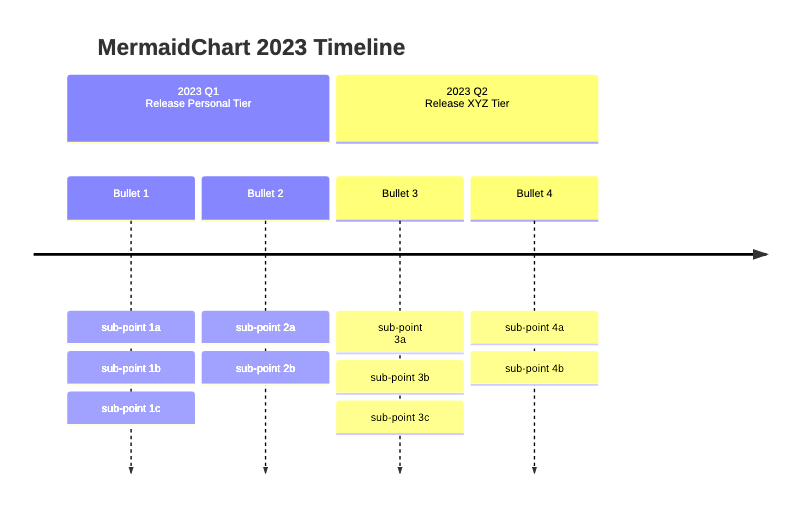 MermaidChart 2023 Timeline
2023 Q1
Release Personal Tier
2023 Q2
Release XYZ Tier
Bullet 1
Bullet 2
Bullet 3
Bullet 4
sub-point 1a
sub-point 1b
sub-point 1c
sub-point 2a
sub-point 2b
sub-point
3a
sub-point 3b
sub-point 3c
sub-point 4a
sub-point 4b